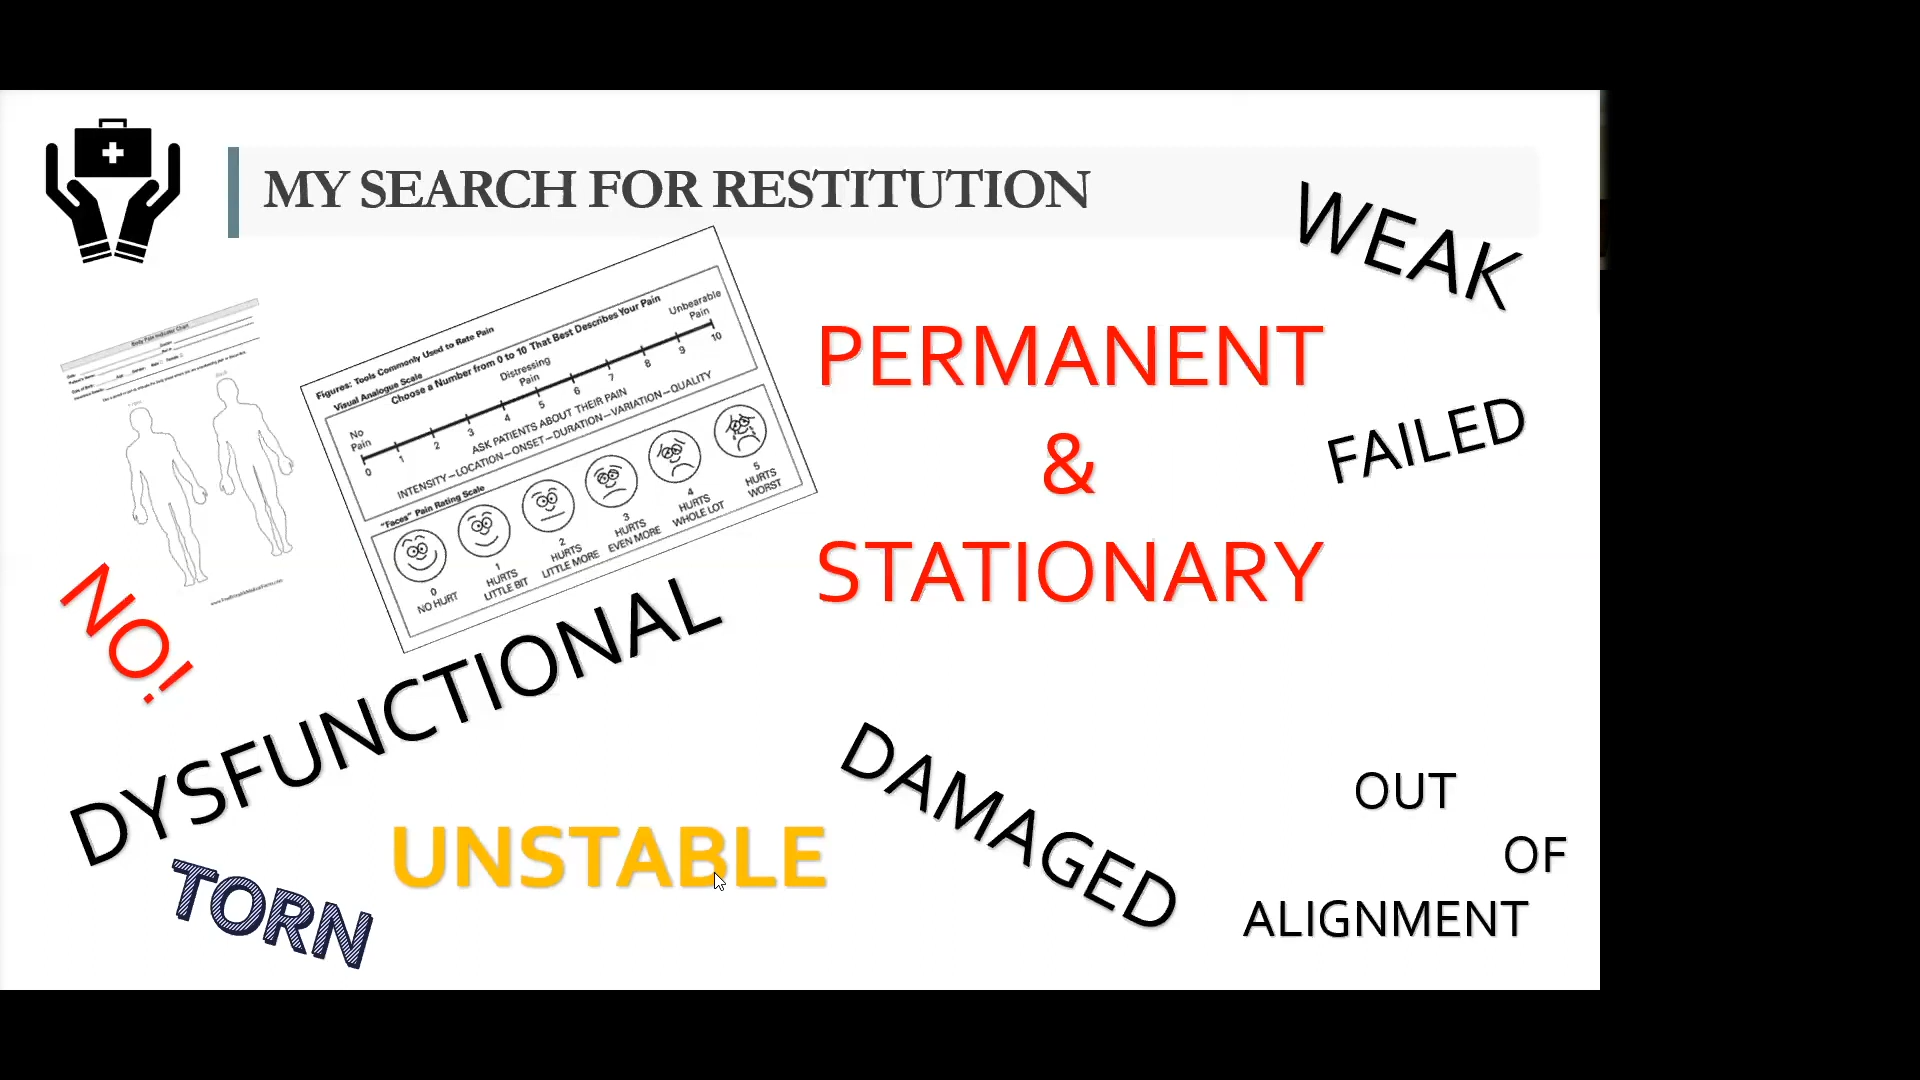 MY SEARCH FOR RESTITUTION
WEAK
Body Pain Indicator Chart
Figures: Tools Commonly Used to Rate Pain
Visual Analogue Scale
Choose a Number from 0 to 10 That Best Describes Your Pain
No Pain
Distressing Pain
Unbearable Pain
0 1 2 3 4 5 6 7 8 9 10
ASK PATIENTS ABOUT THEIR PAIN
INTENSITY—LOCATION—ONSET—DURATION—VARIATION—QUALITY
"Faces" Pain Rating Scale
0 NO HURT
1 HURTS LITTLE BIT
2 HURTS LITTLE MORE
3 HURTS EVEN MORE
4 HURTS WHOLE LOT
5 HURTS WORST
PERMANENT
&
STATIONARY
FAILED
NO!
DYSFUNCTIONAL
TORN
UNSTABLE
DAMAGED
OUT
OF
ALIGNMENT